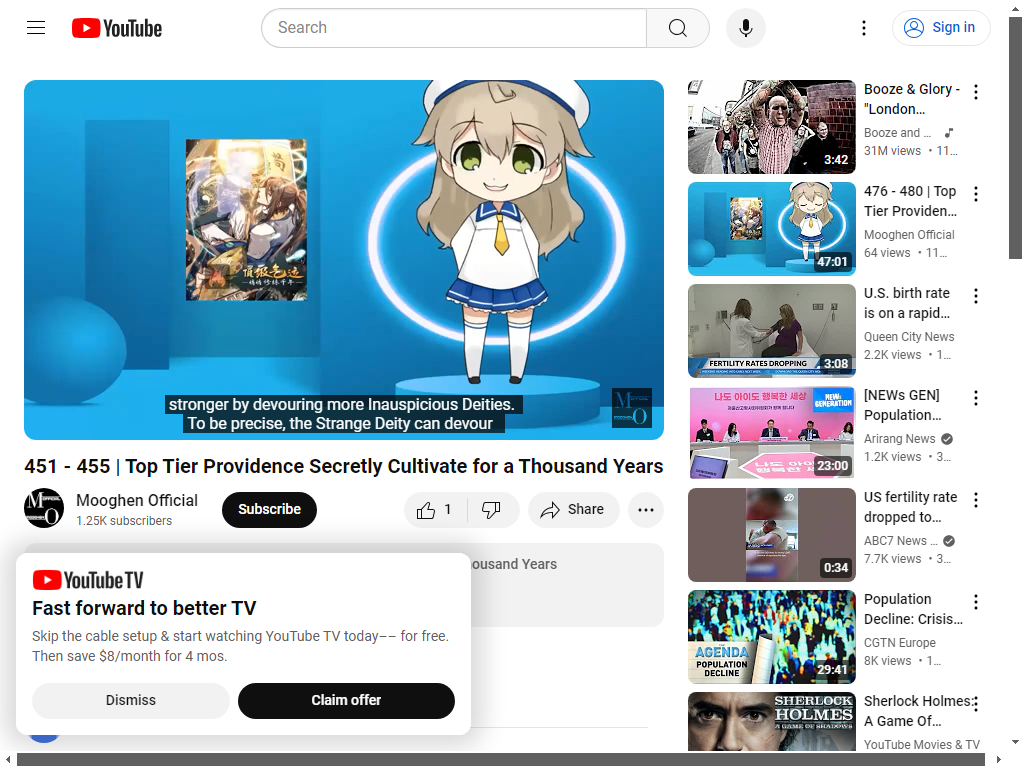 YouTube
Search
Sign in
stronger by devouring more Inauspicious Deities.
To be precise, the Strange Deity can devour
451 - 455 | Top Tier Providence Secretly Cultivate for a Thousand Years
Mooghen Official
1.25K subscribers
Subscribe
1
Share
ousand Years
YouTube TV
Fast forward to better TV
Skip the cable setup & start watching YouTube TV today–– for free.
Then save $8/month for 4 mos.
Dismiss
Claim offer
3:42
Booze & Glory -
"London…
Booze and …
31M views • 11…
47:01
476 - 480 | Top
Tier Providen…
Mooghen Official
64 views • 11…
FERTILITY RATES DROPPING
3:08
U.S. birth rate
is on a rapid…
Queen City News
2.2K views • 1…
나도 아이도 행복한 세상
NEW:
GENERATION
23:00
[NEWs GEN]
Population…
Arirang News
1.2K views • 3…
0:34
US fertility rate
dropped to…
ABC7 News …
7.7K views • 3…
AGENDA
POPULATION
DECLINE
29:41
Population
Decline: Crisis…
CGTN Europe
8K views • 1…
SHERLOCK
HOLMES
A GAME OF SHADOWS
Sherlock Holmes:
A Game Of…
YouTube Movies & TV